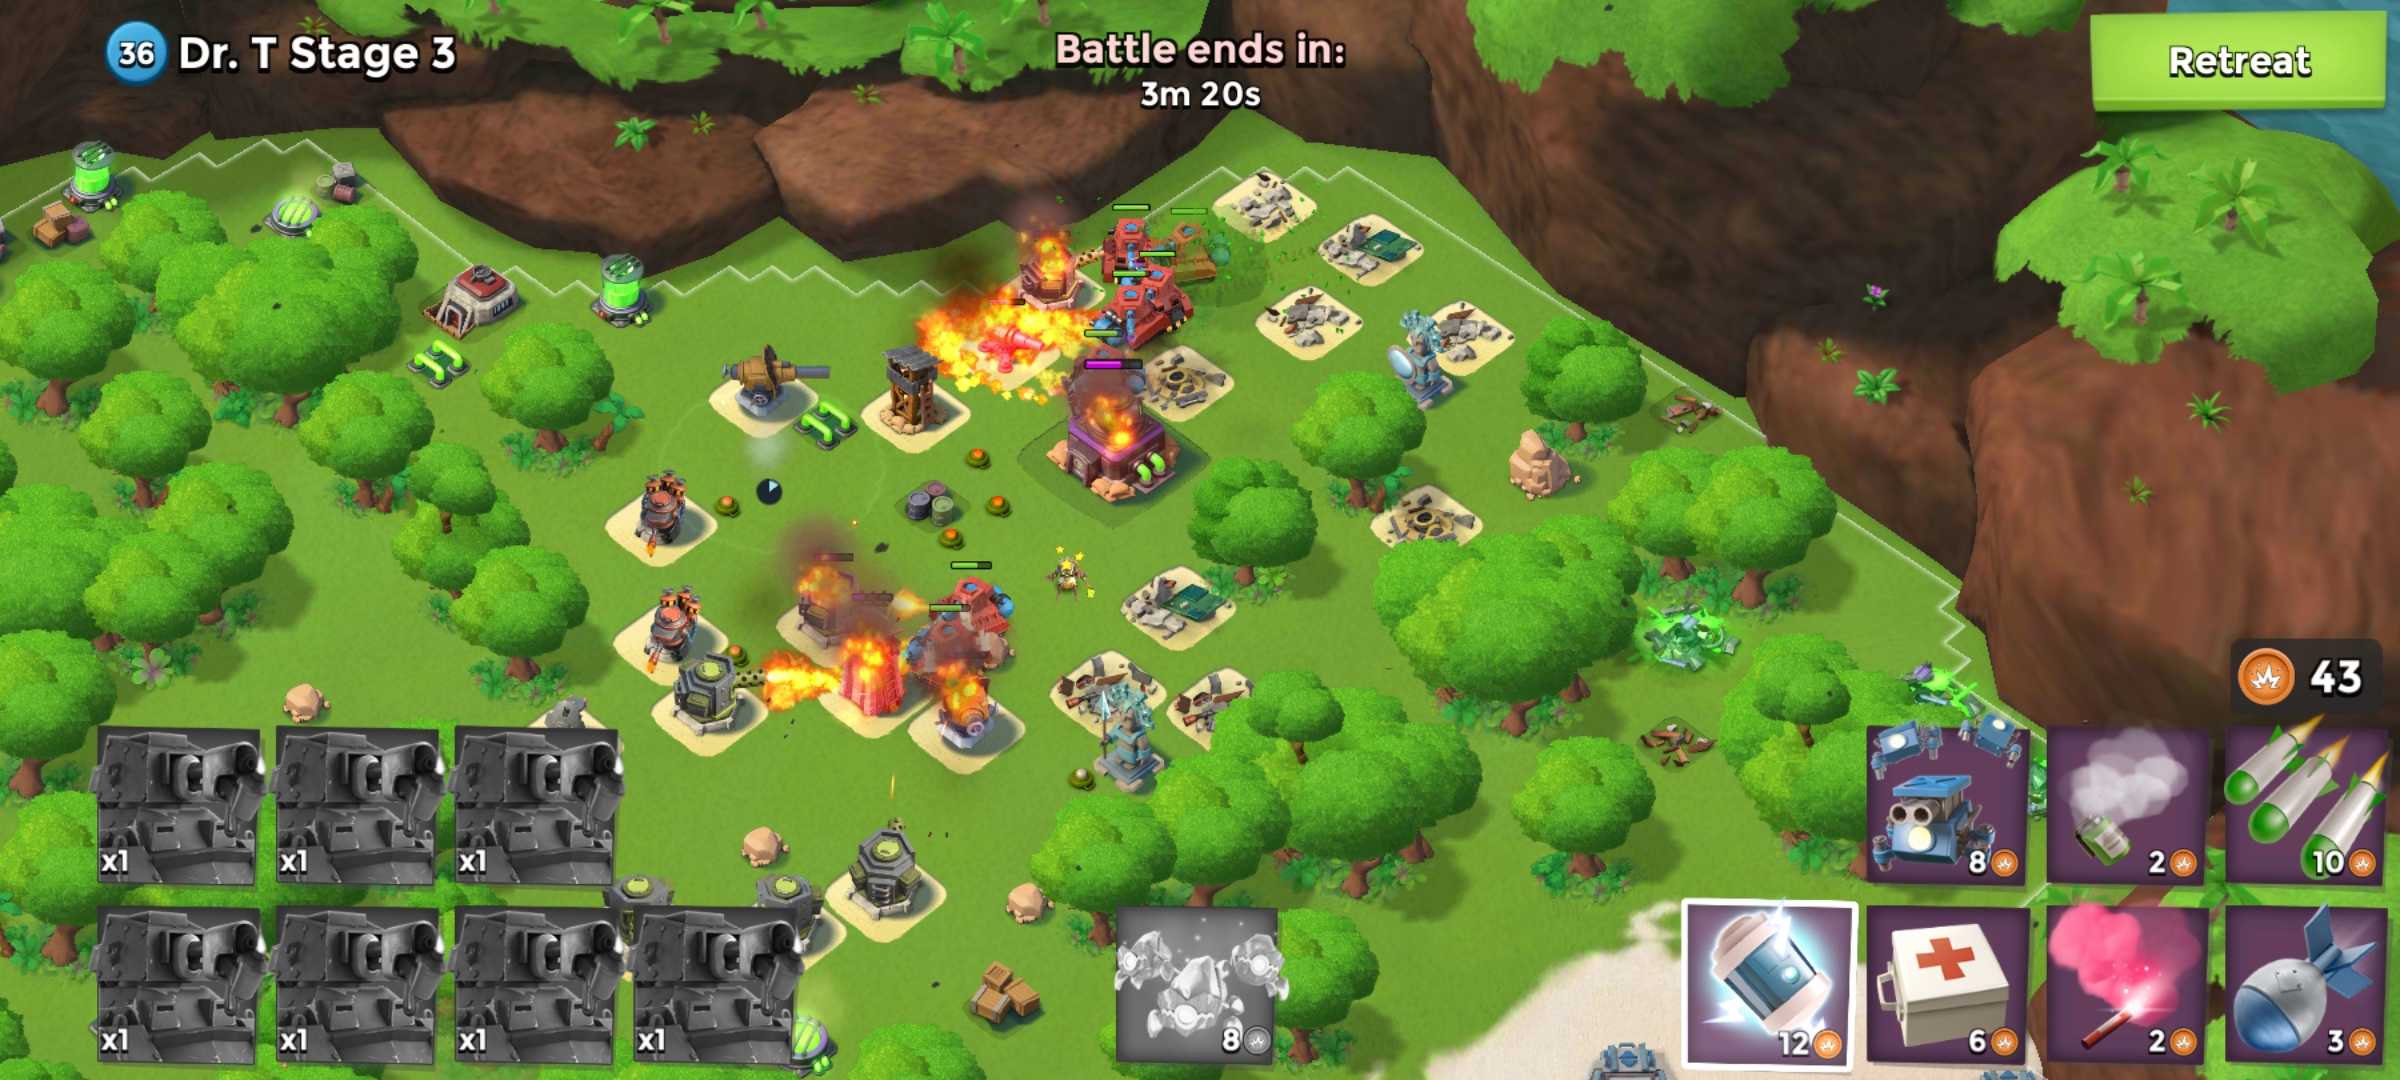 36 Dr. T Stage 3
Battle ends in:
3m 20s
Retreat
43
x1 x1 x1
8 2 10
x1 x1 x1 x1
8
12 6 2 3